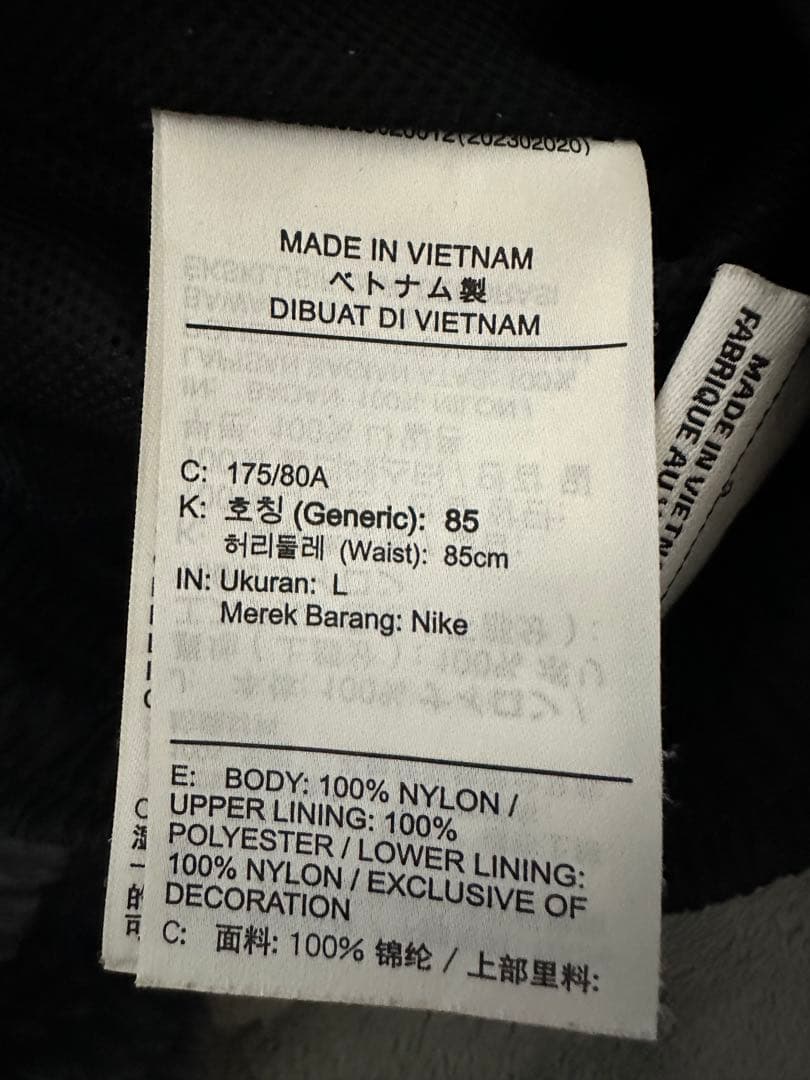 (202302020)
MADE IN VIETNAM
ベトナム製
DIBUAT DI VIETNAM
C: 175/80A
K: 호칭 (Generic): 85
허리둘레 (Waist): 85cm
IN: Ukuran: L
Merek Barang: Nike
E: BODY: 100% NYLON /
UPPER LINING: 100%
POLYESTER / LOWER LINING:
100% NYLON / EXCLUSIVE OF
DECORATION
C: 面料: 100% 锦纶 / 上部里料:
MADE IN VIETN
FABRIQUE AU